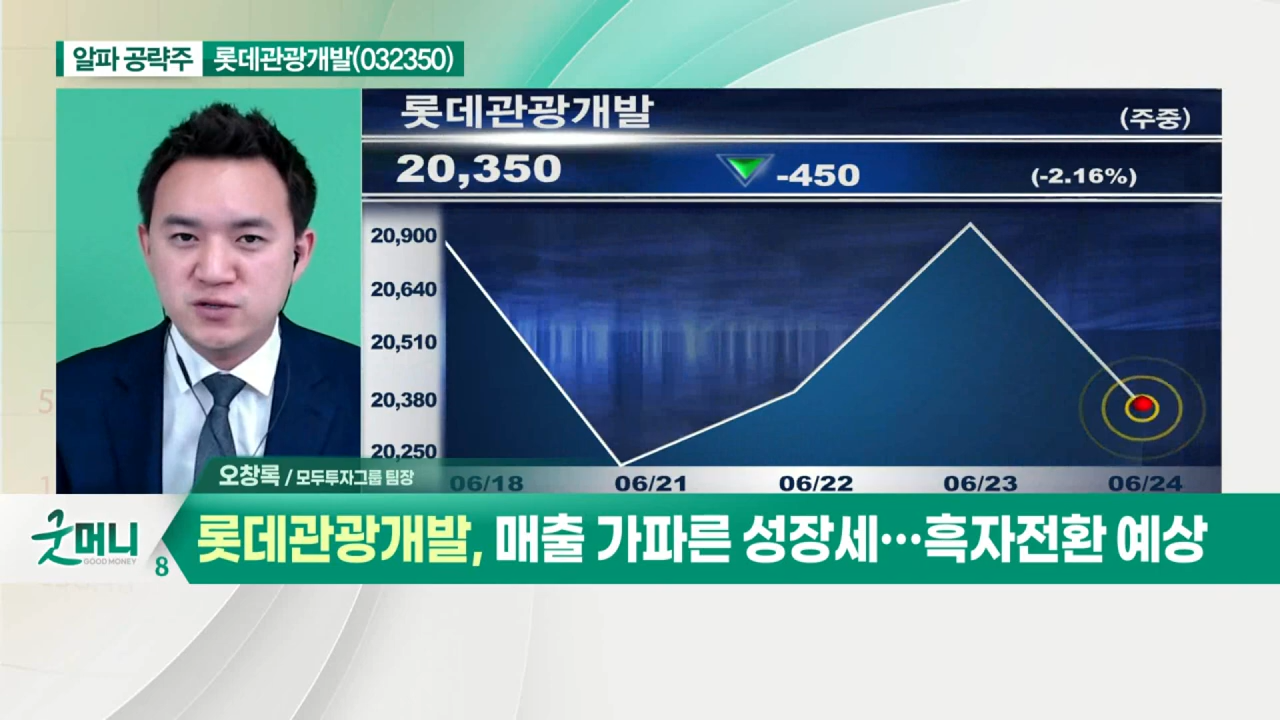 알파 공략주 롯데관광개발(032350)
롯데관광개발 (주중)
20,350 -450 (-2.16%)
20,900
20,640
20,510
20,380
20,250
06/18 06/21 06/22 06/23 06/24
오창록 / 모두투자그룹 팀장
굿머니
GOOD MONEY
8
롯데관광개발, 매출 가파른 성장세…흑자전환 예상
5
1